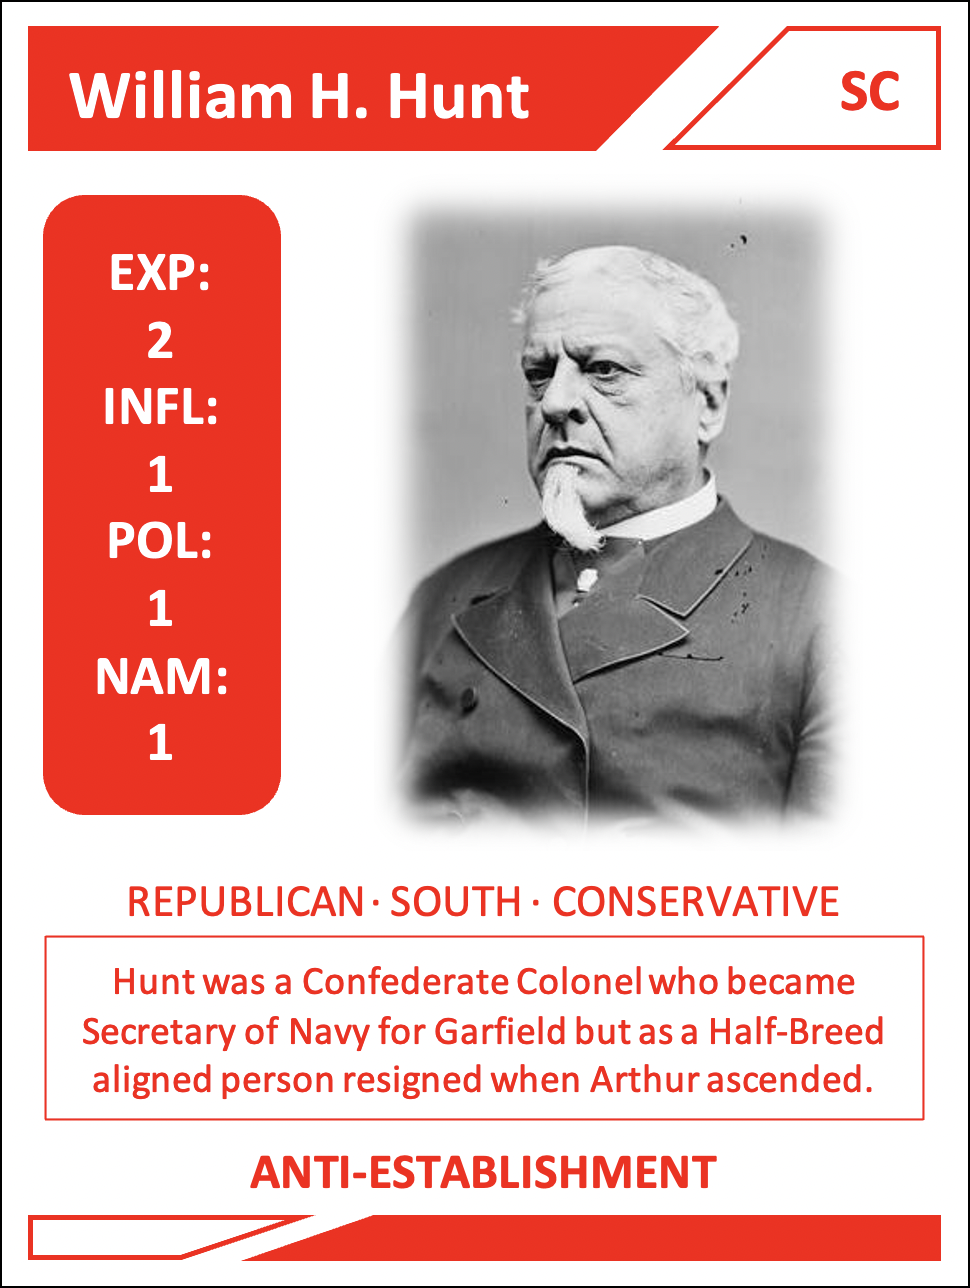 William H. Hunt
SC
EXP:
2
INFL:
1
POL:
1
NAM:
1
REPUBLICAN · SOUTH · CONSERVATIVE
Hunt was a Confederate Colonel who became
Secretary of Navy for Garfield but as a Half-Breed
aligned person resigned when Arthur ascended.
ANTI-ESTABLISHMENT